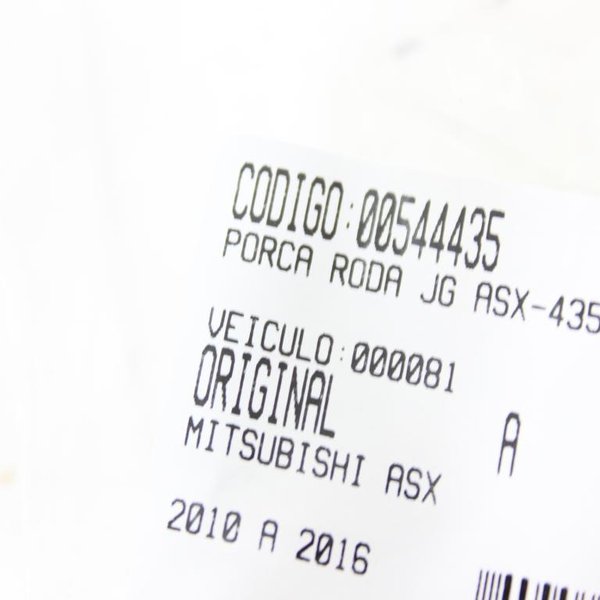 CODIGO:00544435
PORCA RODA JG ASX-435
VEICULO:000081
ORIGINAL
A
MITSUBISHI ASX
2010 A 2016